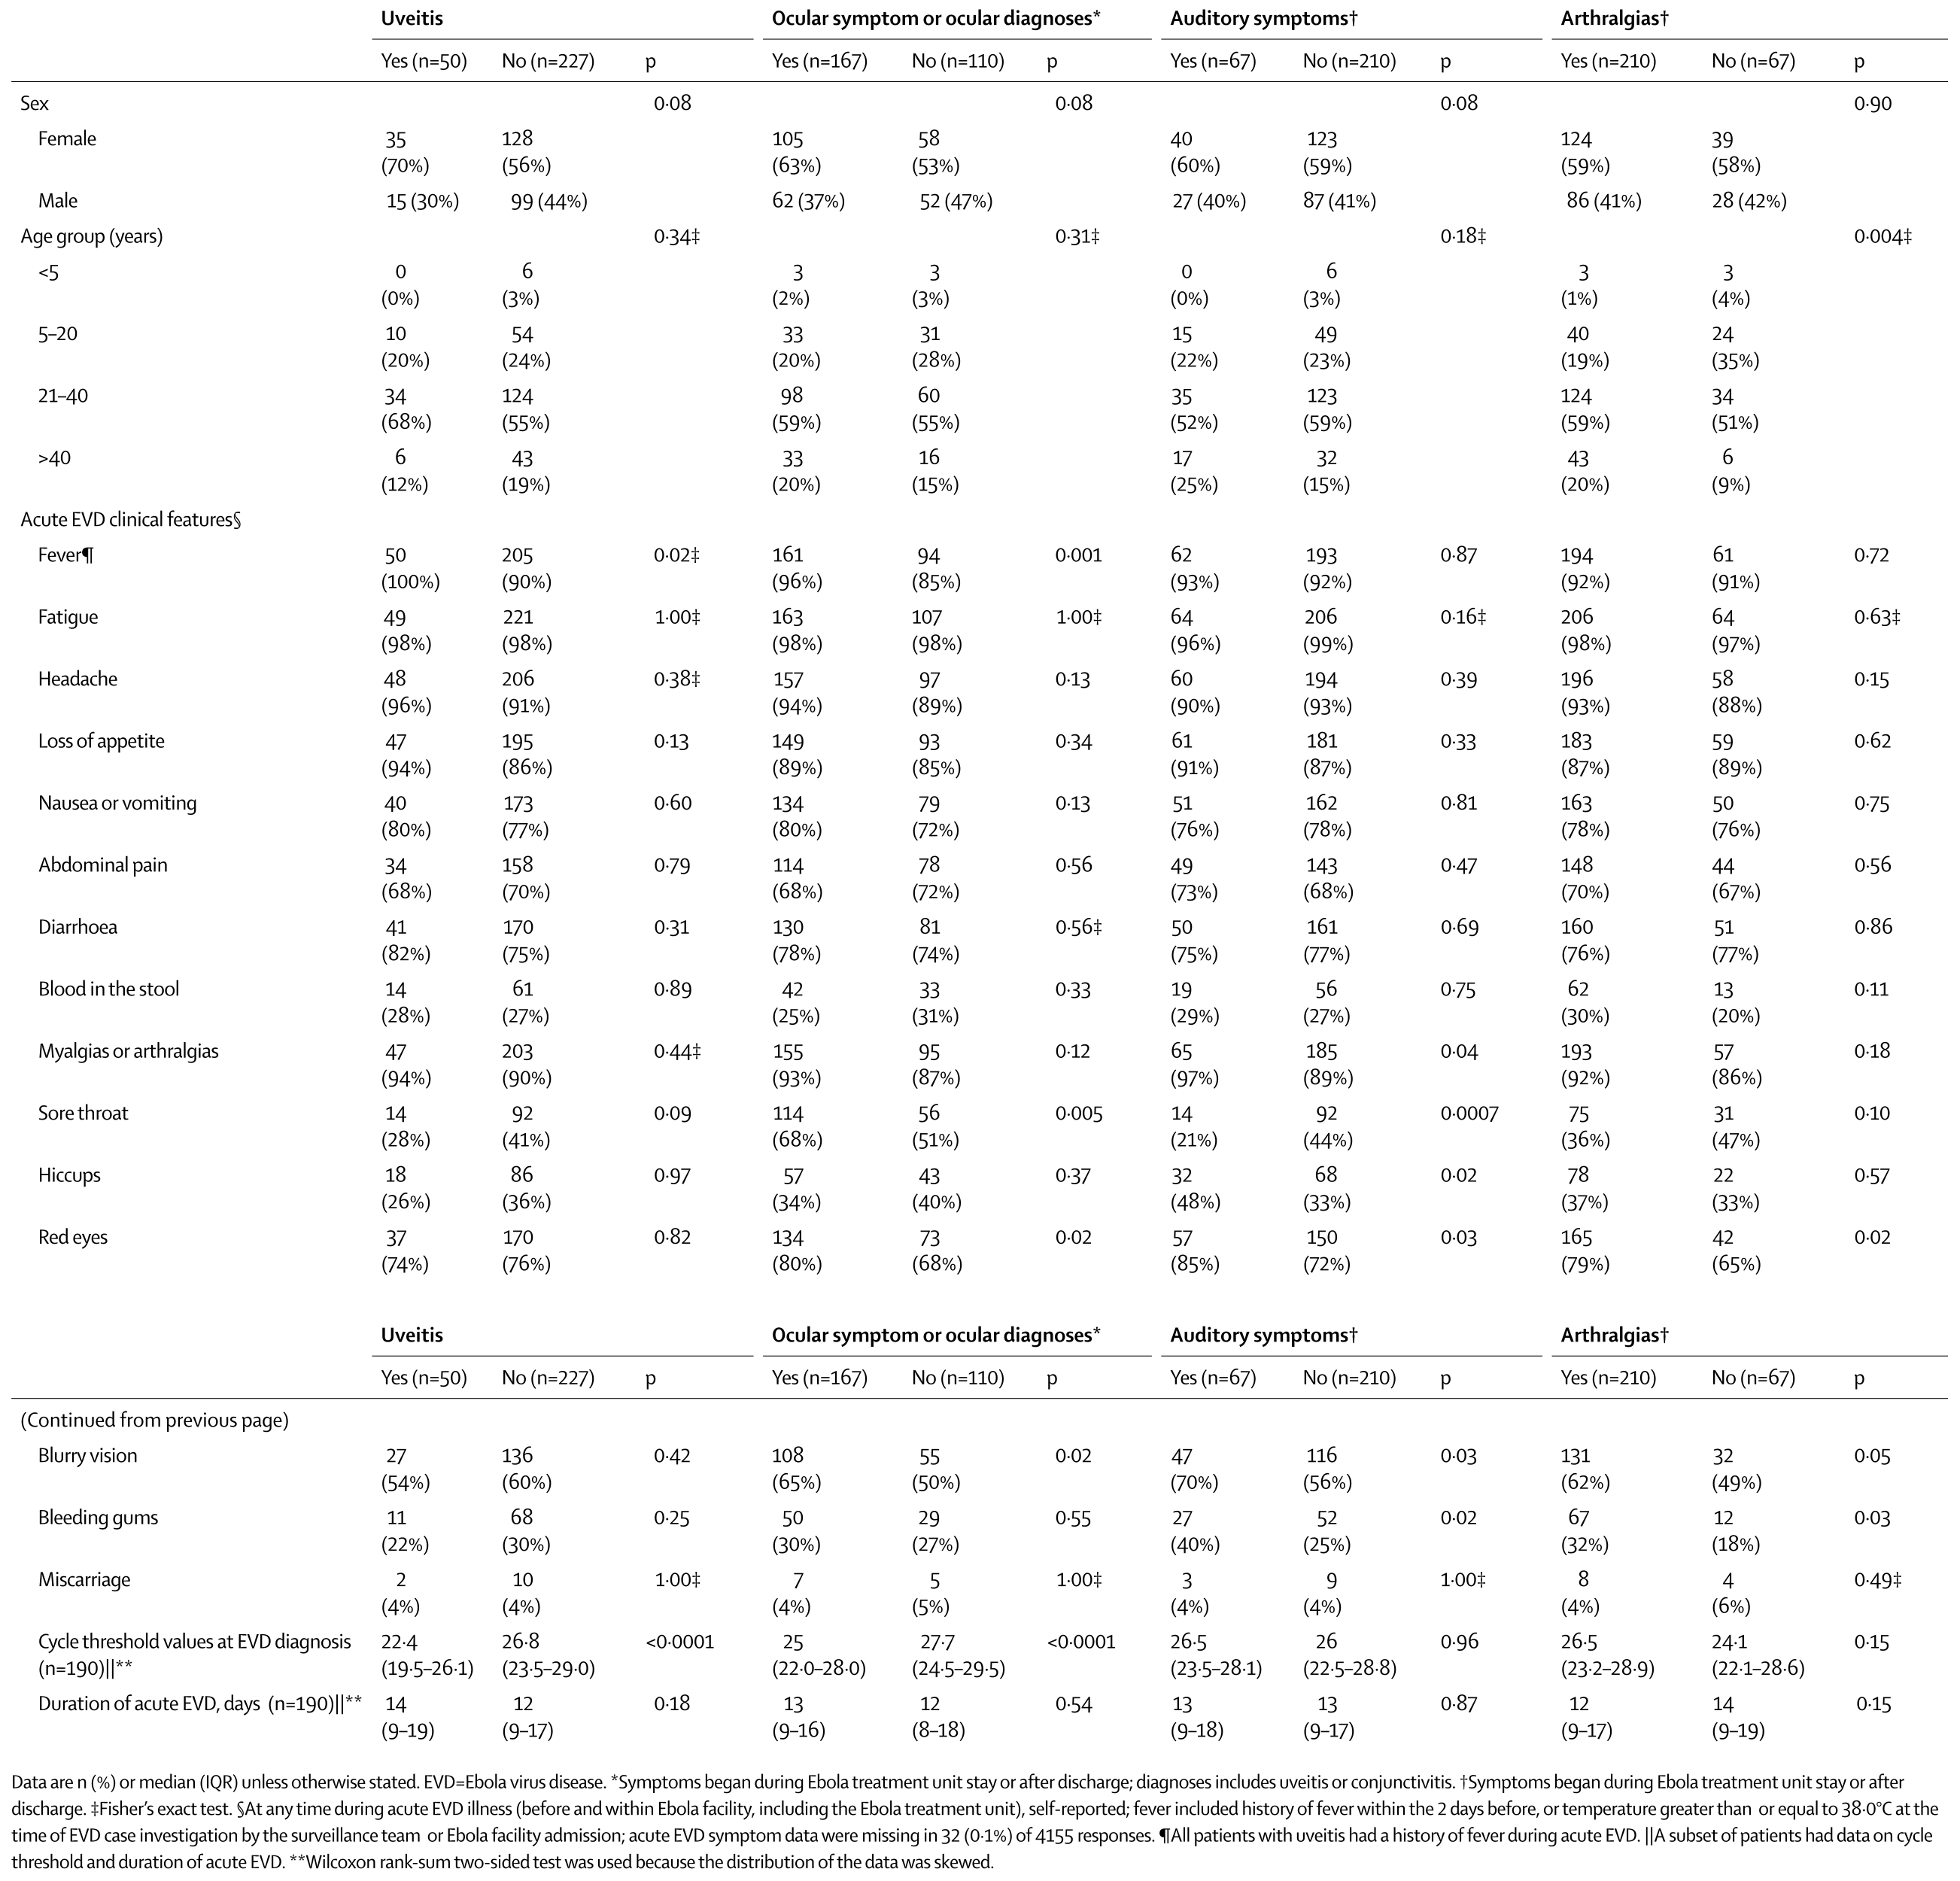 Uveitis Ocular symptom or ocular diagnoses* Auditory symptoms† Arthralgias†
Yes (n=50) No (n=227) p Yes (n=167) No (n=110) p Yes (n=67) No (n=210) p Yes (n=210) No (n=67) p
Sex 0·08 0·08 0·08 0·90
Female 35 128 105 58 40 123 124 39
(70%) (56%) (63%) (53%) (60%) (59%) (59%) (58%)
Male 15 (30%) 99 (44%) 62 (37%) 52 (47%) 27 (40%) 87 (41%) 86 (41%) 28 (42%)
Age group (years) 0·34‡ 0·31‡ 0·18‡ 0·004‡
<5 0 6 3 3 0 6 3 3
(0%) (3%) (2%) (3%) (0%) (3%) (1%) (4%)
5–20 10 54 33 31 15 49 40 24
(20%) (24%) (20%) (28%) (22%) (23%) (19%) (35%)
21–40 34 124 98 60 35 123 124 34
(68%) (55%) (59%) (55%) (52%) (59%) (59%) (51%)
>40 6 43 33 16 17 32 43 6
(12%) (19%) (20%) (15%) (25%) (15%) (20%) (9%)
Acute EVD clinical features§
Fever¶ 50 205 0·02‡ 161 94 0·001 62 193 0·87 194 61 0·72
(100%) (90%) (96%) (85%) (93%) (92%) (92%) (91%)
Fatigue 49 221 1·00‡ 163 107 1·00‡ 64 206 0·16‡ 206 64 0·63‡
(98%) (98%) (98%) (98%) (96%) (99%) (98%) (97%)
Headache 48 206 0·38‡ 157 97 0·13 60 194 0·39 196 58 0·15
(96%) (91%) (94%) (89%) (90%) (93%) (93%) (88%)
Loss of appetite 47 195 0·13 149 93 0·34 61 181 0·33 183 59 0·62
(94%) (86%) (89%) (85%) (91%) (87%) (87%) (89%)
Nausea or vomiting 40 173 0·60 134 79 0·13 51 162 0·81 163 50 0·75
(80%) (77%) (80%) (72%) (76%) (78%) (78%) (76%)
Abdominal pain 34 158 0·79 114 78 0·56 49 143 0·47 148 44 0·56
(68%) (70%) (68%) (72%) (73%) (68%) (70%) (67%)
Diarrhoea 41 170 0·31 130 81 0·56‡ 50 161 0·69 160 51 0·86
(82%) (75%) (78%) (74%) (75%) (77%) (76%) (77%)
Blood in the stool 14 61 0·89 42 33 0·33 19 56 0·75 62 13 0·11
(28%) (27%) (25%) (31%) (29%) (27%) (30%) (20%)
Myalgias or arthralgias 47 203 0·44‡ 155 95 0·12 65 185 0·04 193 57 0·18
(94%) (90%) (93%) (87%) (97%) (89%) (92%) (86%)
Sore throat 14 92 0·09 114 56 0·005 14 92 0·0007 75 31 0·10
(28%) (41%) (68%) (51%) (21%) (44%) (36%) (47%)
Hiccups 18 86 0·97 57 43 0·37 32 68 0·02 78 22 0·57
(26%) (36%) (34%) (40%) (48%) (33%) (37%) (33%)
Red eyes 37 170 0·82 134 73 0·02 57 150 0·03 165 42 0·02
(74%) (76%) (80%) (68%) (85%) (72%) (79%) (65%)
Uveitis Ocular symptom or ocular diagnoses* Auditory symptoms† Arthralgias†
Yes (n=50) No (n=227) p Yes (n=167) No (n=110) p Yes (n=67) No (n=210) p Yes (n=210) No (n=67) p
(Continued from previous page)
Blurry vision 27 136 0·42 108 55 0·02 47 116 0·03 131 32 0·05
(54%) (60%) (65%) (50%) (70%) (56%) (62%) (49%)
Bleeding gums 11 68 0·25 50 29 0·55 27 52 0·02 67 12 0·03
(22%) (30%) (30%) (27%) (40%) (25%) (32%) (18%)
Miscarriage 2 10 1·00‡ 7 5 1·00‡ 3 9 1·00‡ 8 4 0·49‡
(4%) (4%) (4%) (5%) (4%) (4%) (4%) (6%)
Cycle threshold values at EVD diagnosis 22·4 26·8 <0·0001 25 27·7 <0·0001 26·5 26 0·96 26·5 24·1 0·15
(n=190)||** (19·5–26·1) (23·5–29·0) (22·0–28·0) (24·5–29·5) (23·5–28·1) (22·5–28·8) (23·2–28·9) (22·1–28·6)
Duration of acute EVD, days (n=190)||** 14 12 0·18 13 12 0·54 13 13 0·87 12 14 0·15
(9–19) (9–17) (9–16) (8–18) (9–18) (9–17) (9–17) (9–19)
Data are n (%) or median (IQR) unless otherwise stated. EVD=Ebola virus disease. *Symptoms began during Ebola treatment unit stay or after discharge; diagnoses includes uveitis or conjunctivitis. †Symptoms began during Ebola treatment unit stay or after
discharge. ‡Fisher's exact test. §At any time during acute EVD illness (before and within Ebola facility, including the Ebola treatment unit), self-reported; fever included history of fever within the 2 days before, or temperature greater than or equal to 38·0°C at the
time of EVD case investigation by the surveillance team or Ebola facility admission; acute EVD symptom data were missing in 32 (0·1%) of 4155 responses. ¶All patients with uveitis had a history of fever during acute EVD. ||A subset of patients had data on cycle
threshold and duration of acute EVD. **Wilcoxon rank-sum two-sided test was used because the distribution of the data was skewed.